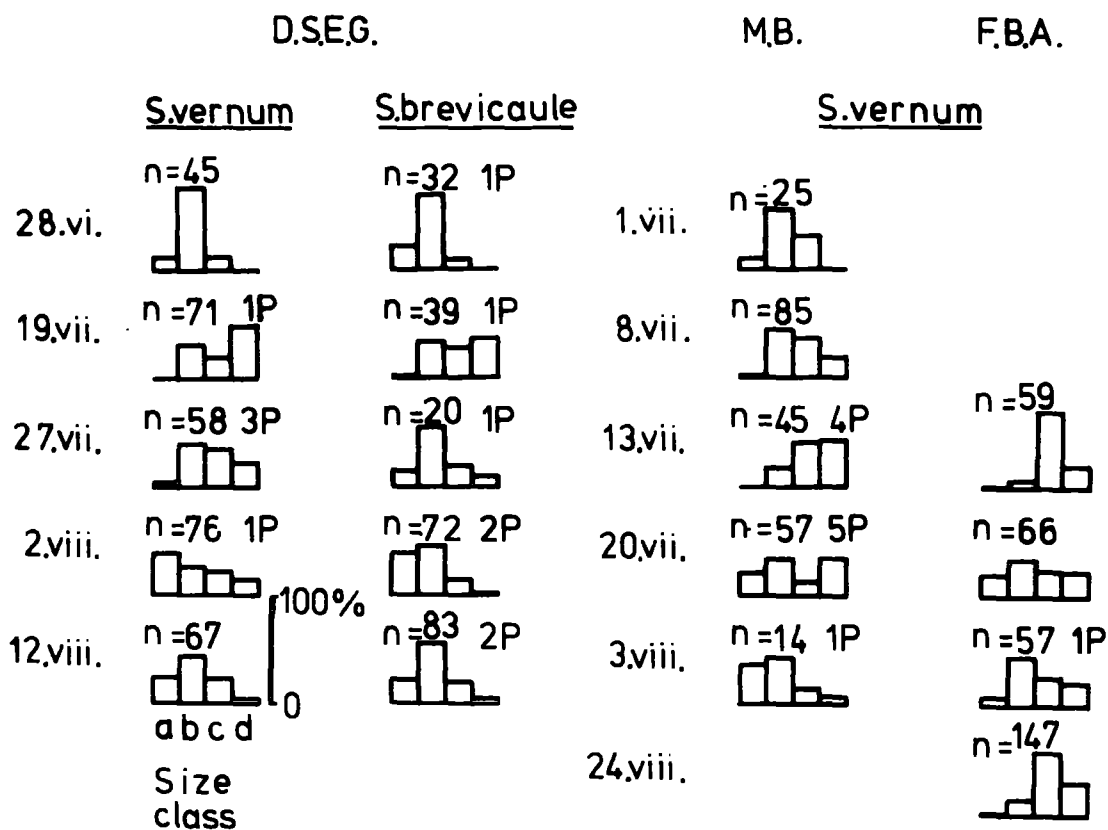 D.S.E.G. M.B. F.B.A.
S.vernum S.brevicaule S.vernum
n=45 n=32 1P n=25
28.vi. 1.vii.
n=71 1P n=39 1P n=85
19.vii. 8.vii.
n=58 3P n=20 1P n=45 4P n=59
27.vii. 13.vii.
n=76 1P n=72 2P n=57 5P n=66
2.viii. 20.vii.
100%
n=67 n=83 2P n=14 1P n=57 1P
12.viii. 3.viii.
0
a b c d
n=147
24.viii.
Size
class